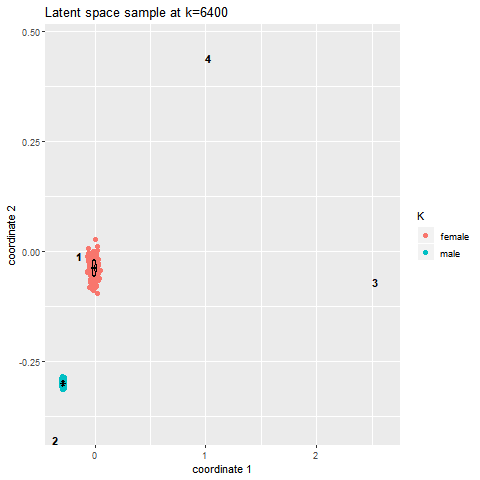 Latent space sample at k=6400
0.50
4
0.25
coordinate 2
K
female
male
0.00
1
3
-0.25
2
0
1
2
coordinate 1